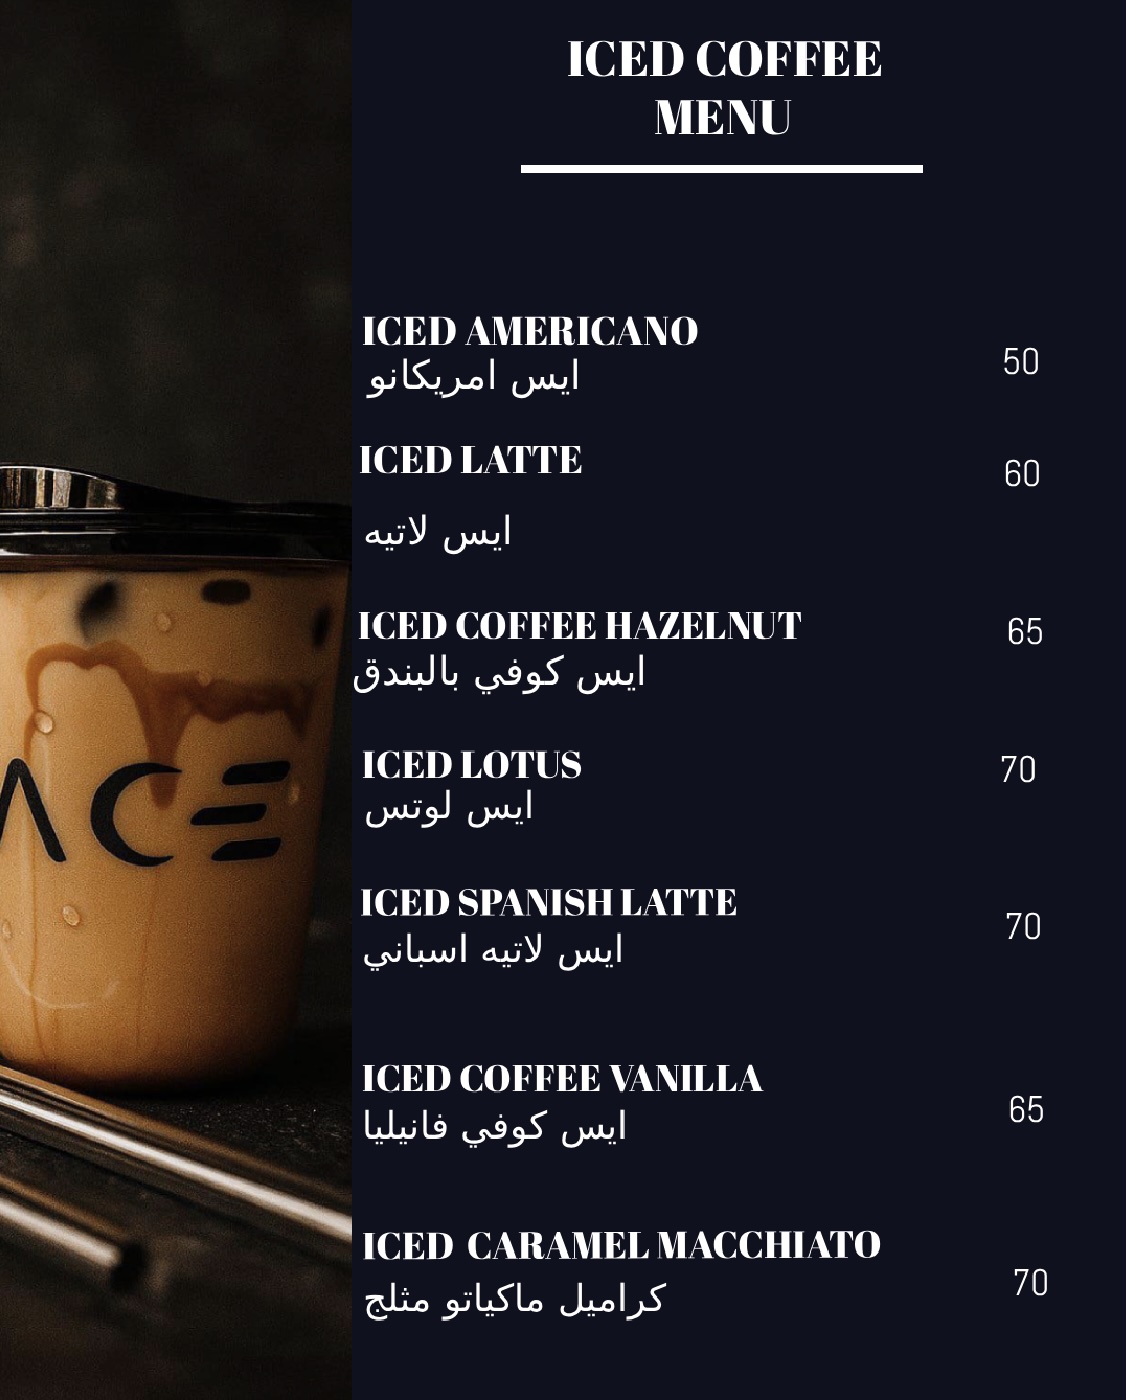 ICED COFFEE
MENU
ICED AMERICANO
ايس امريكانو
50
ICED LATTE
60
ايس لاتيه
ICED COFFEE HAZELNUT
65
ايس كوفي بالبندق
ICED LOTUS
70
ايس لوتس
ICED SPANISH LATTE
70
ايس لاتيه اسباني
ICED COFFEE VANILLA
65
ايس كوفي فانيليا
ICED CARAMEL MACCHIATO
70
كراميل ماكياتو مثلج